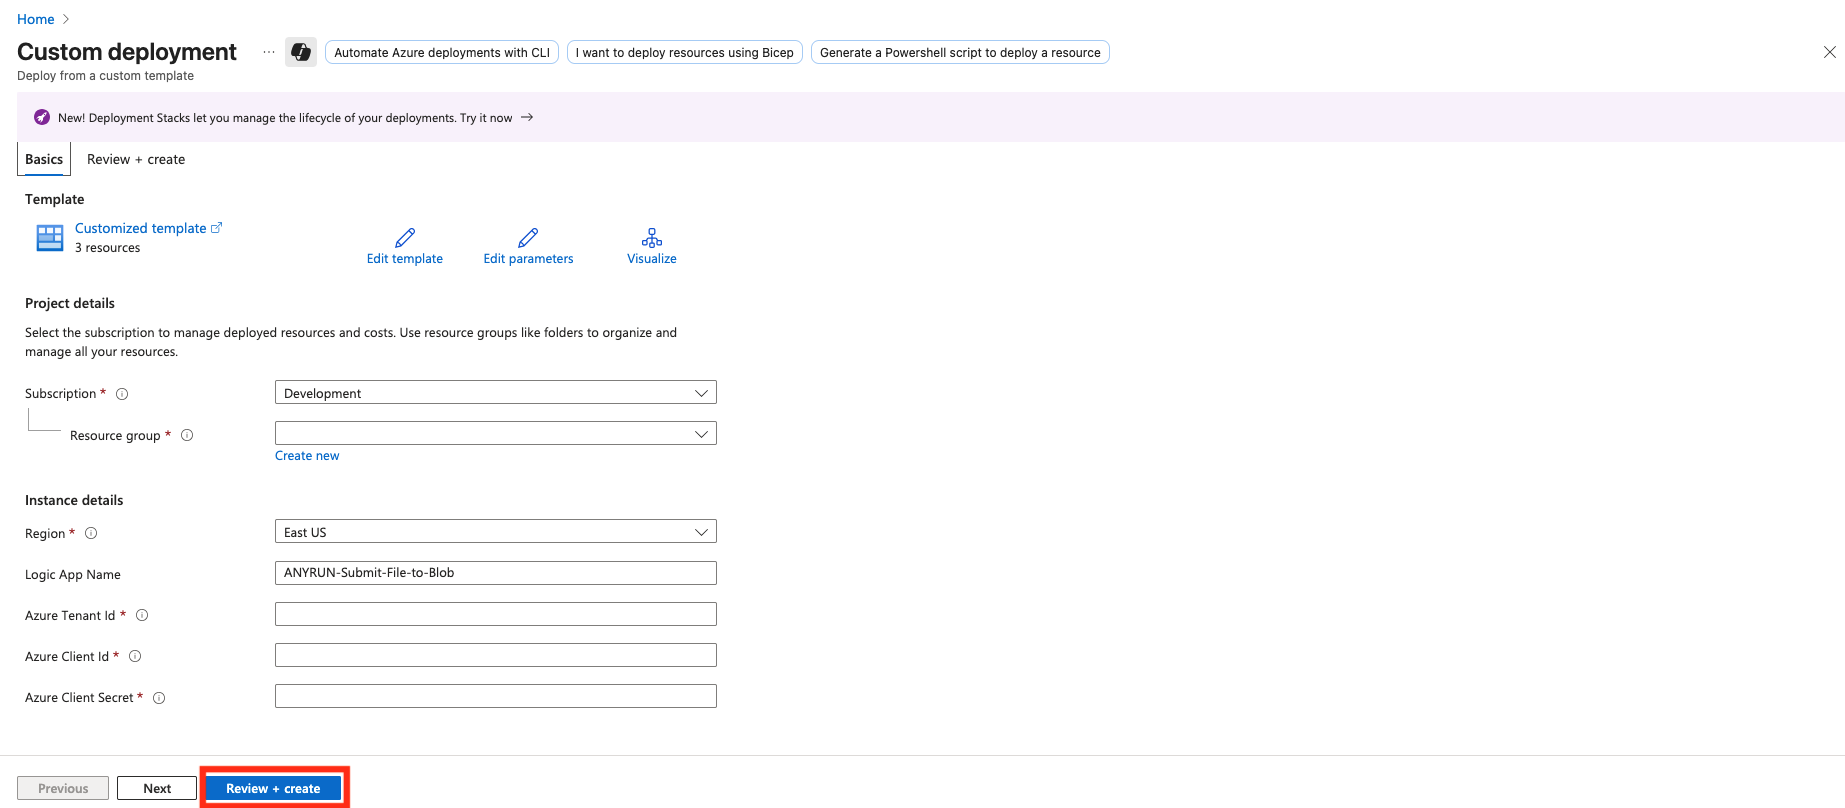 Home
Custom deployment ... Automate Azure deployments with CLI I want to deploy resources using Bicep Generate a Powershell script to deploy a resource
Deploy from a custom template
New! Deployment Stacks let you manage the lifecycle of your deployments. Try it now →
Basics Review + create
Template
Customized template
3 resources
Edit template Edit parameters Visualize
Project details
Select the subscription to manage deployed resources and costs. Use resource groups like folders to organize and
manage all your resources.
Subscription * Development
Resource group *
Create new
Instance details
Region * East US
Logic App Name ANYRUN-Submit-File-to-Blob
Azure Tenant Id *
Azure Client Id *
Azure Client Secret *
Previous Next Review + create